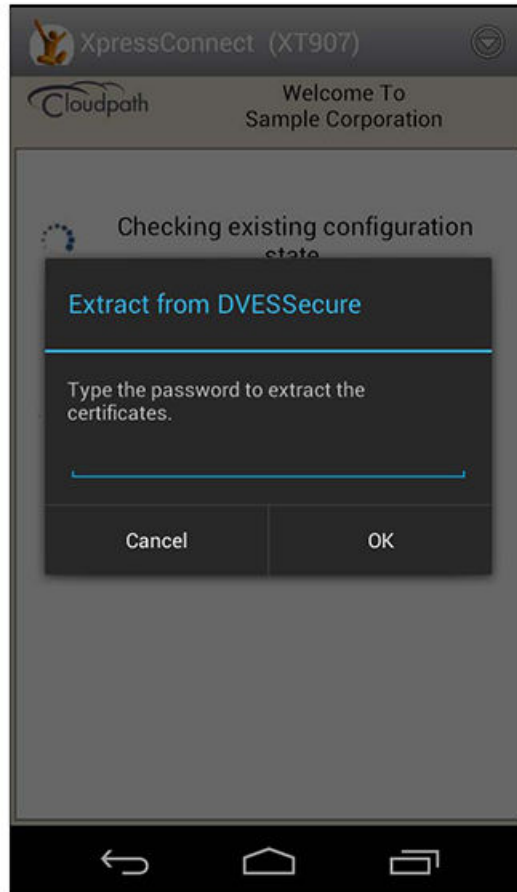 XpressConnect (XT907)
Cloudpath
Welcome To
Sample Corporation
Checking existing configuration
state
Extract from DVESSecure
Type the password to extract the
certificates.
Cancel
OK